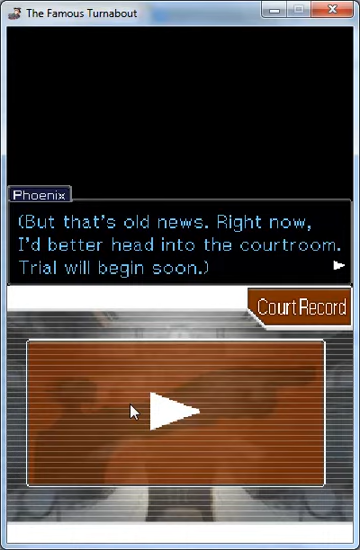 The Famous Turnabout
Phoenix
(But that's old news. Right now,
I'd better head into the courtroom.
Trial will begin soon.)
Court Record